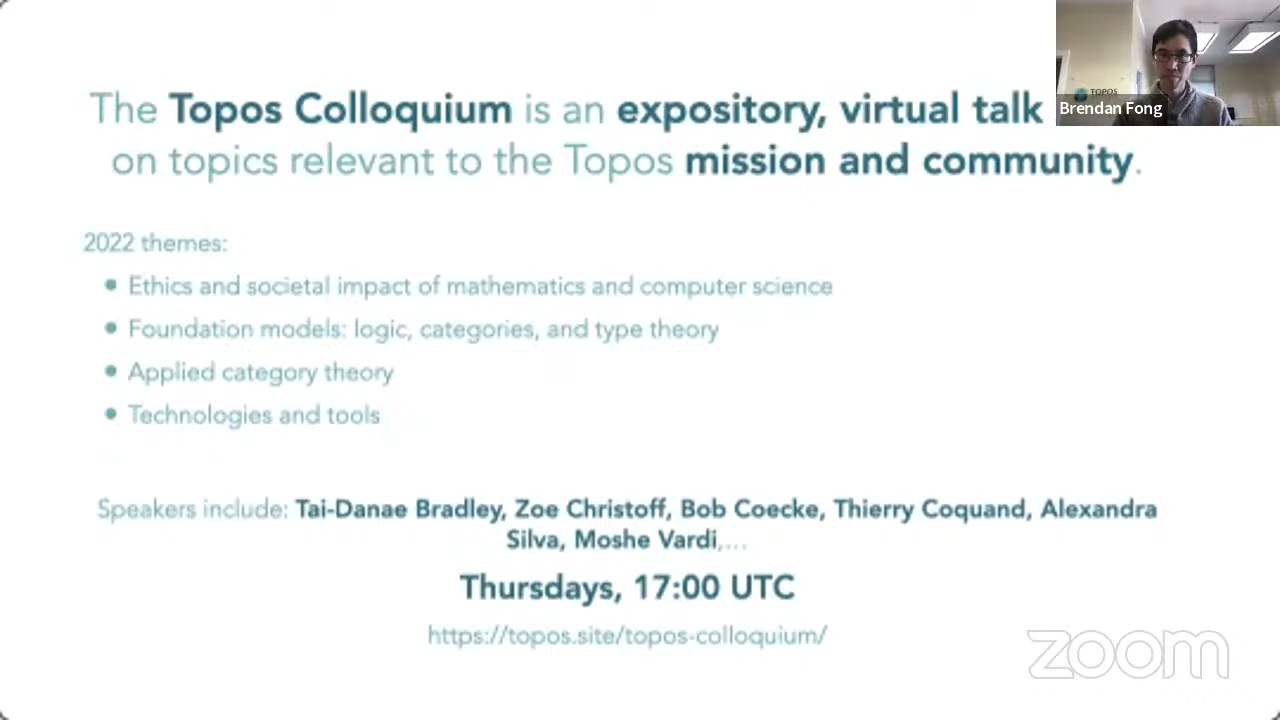 The Topos Colloquium is an expository, virtual talk
on topics relevant to the Topos mission and community.
TOPOS
Brendan Fong
2022 themes:
• Ethics and societal impact of mathematics and computer science
• Foundation models: logic, categories, and type theory
• Applied category theory
• Technologies and tools
Speakers include: Tai-Danae Bradley, Zoe Christoff, Bob Coecke, Thierry Coquand, Alexandra
Silva, Moshe Vardi,...
Thursdays, 17:00 UTC
https://topos.site/topos-colloquium/
zoom